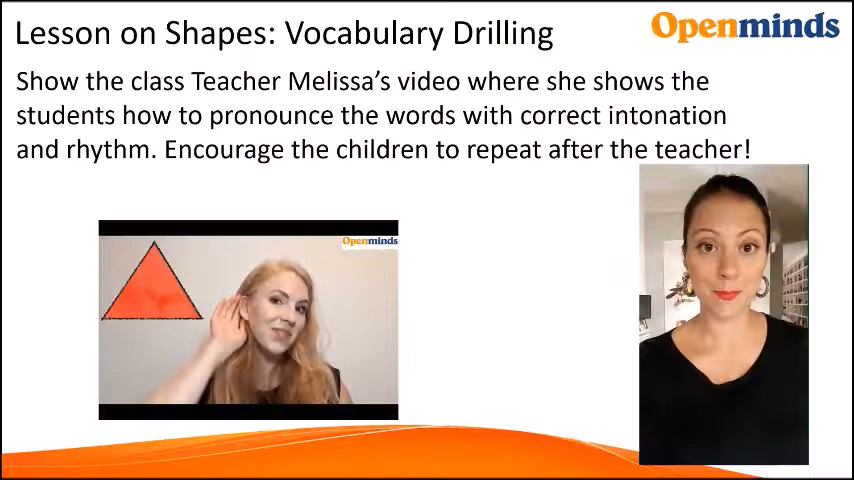 Lesson on Shapes: Vocabulary Drilling
Openminds
Show the class Teacher Melissa’s video where she shows the
students how to pronounce the words with correct intonation
and rhythm. Encourage the children to repeat after the teacher!
Openminds